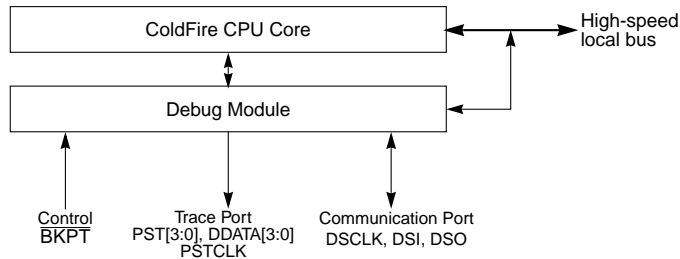 ColdFire CPU Core
High-speed
local bus
Debug Module
Control
BKPT
Trace Port
PST[3:0], DDATA[3:0]
PSTCLK
Communication Port
DSCLK, DSI, DSO